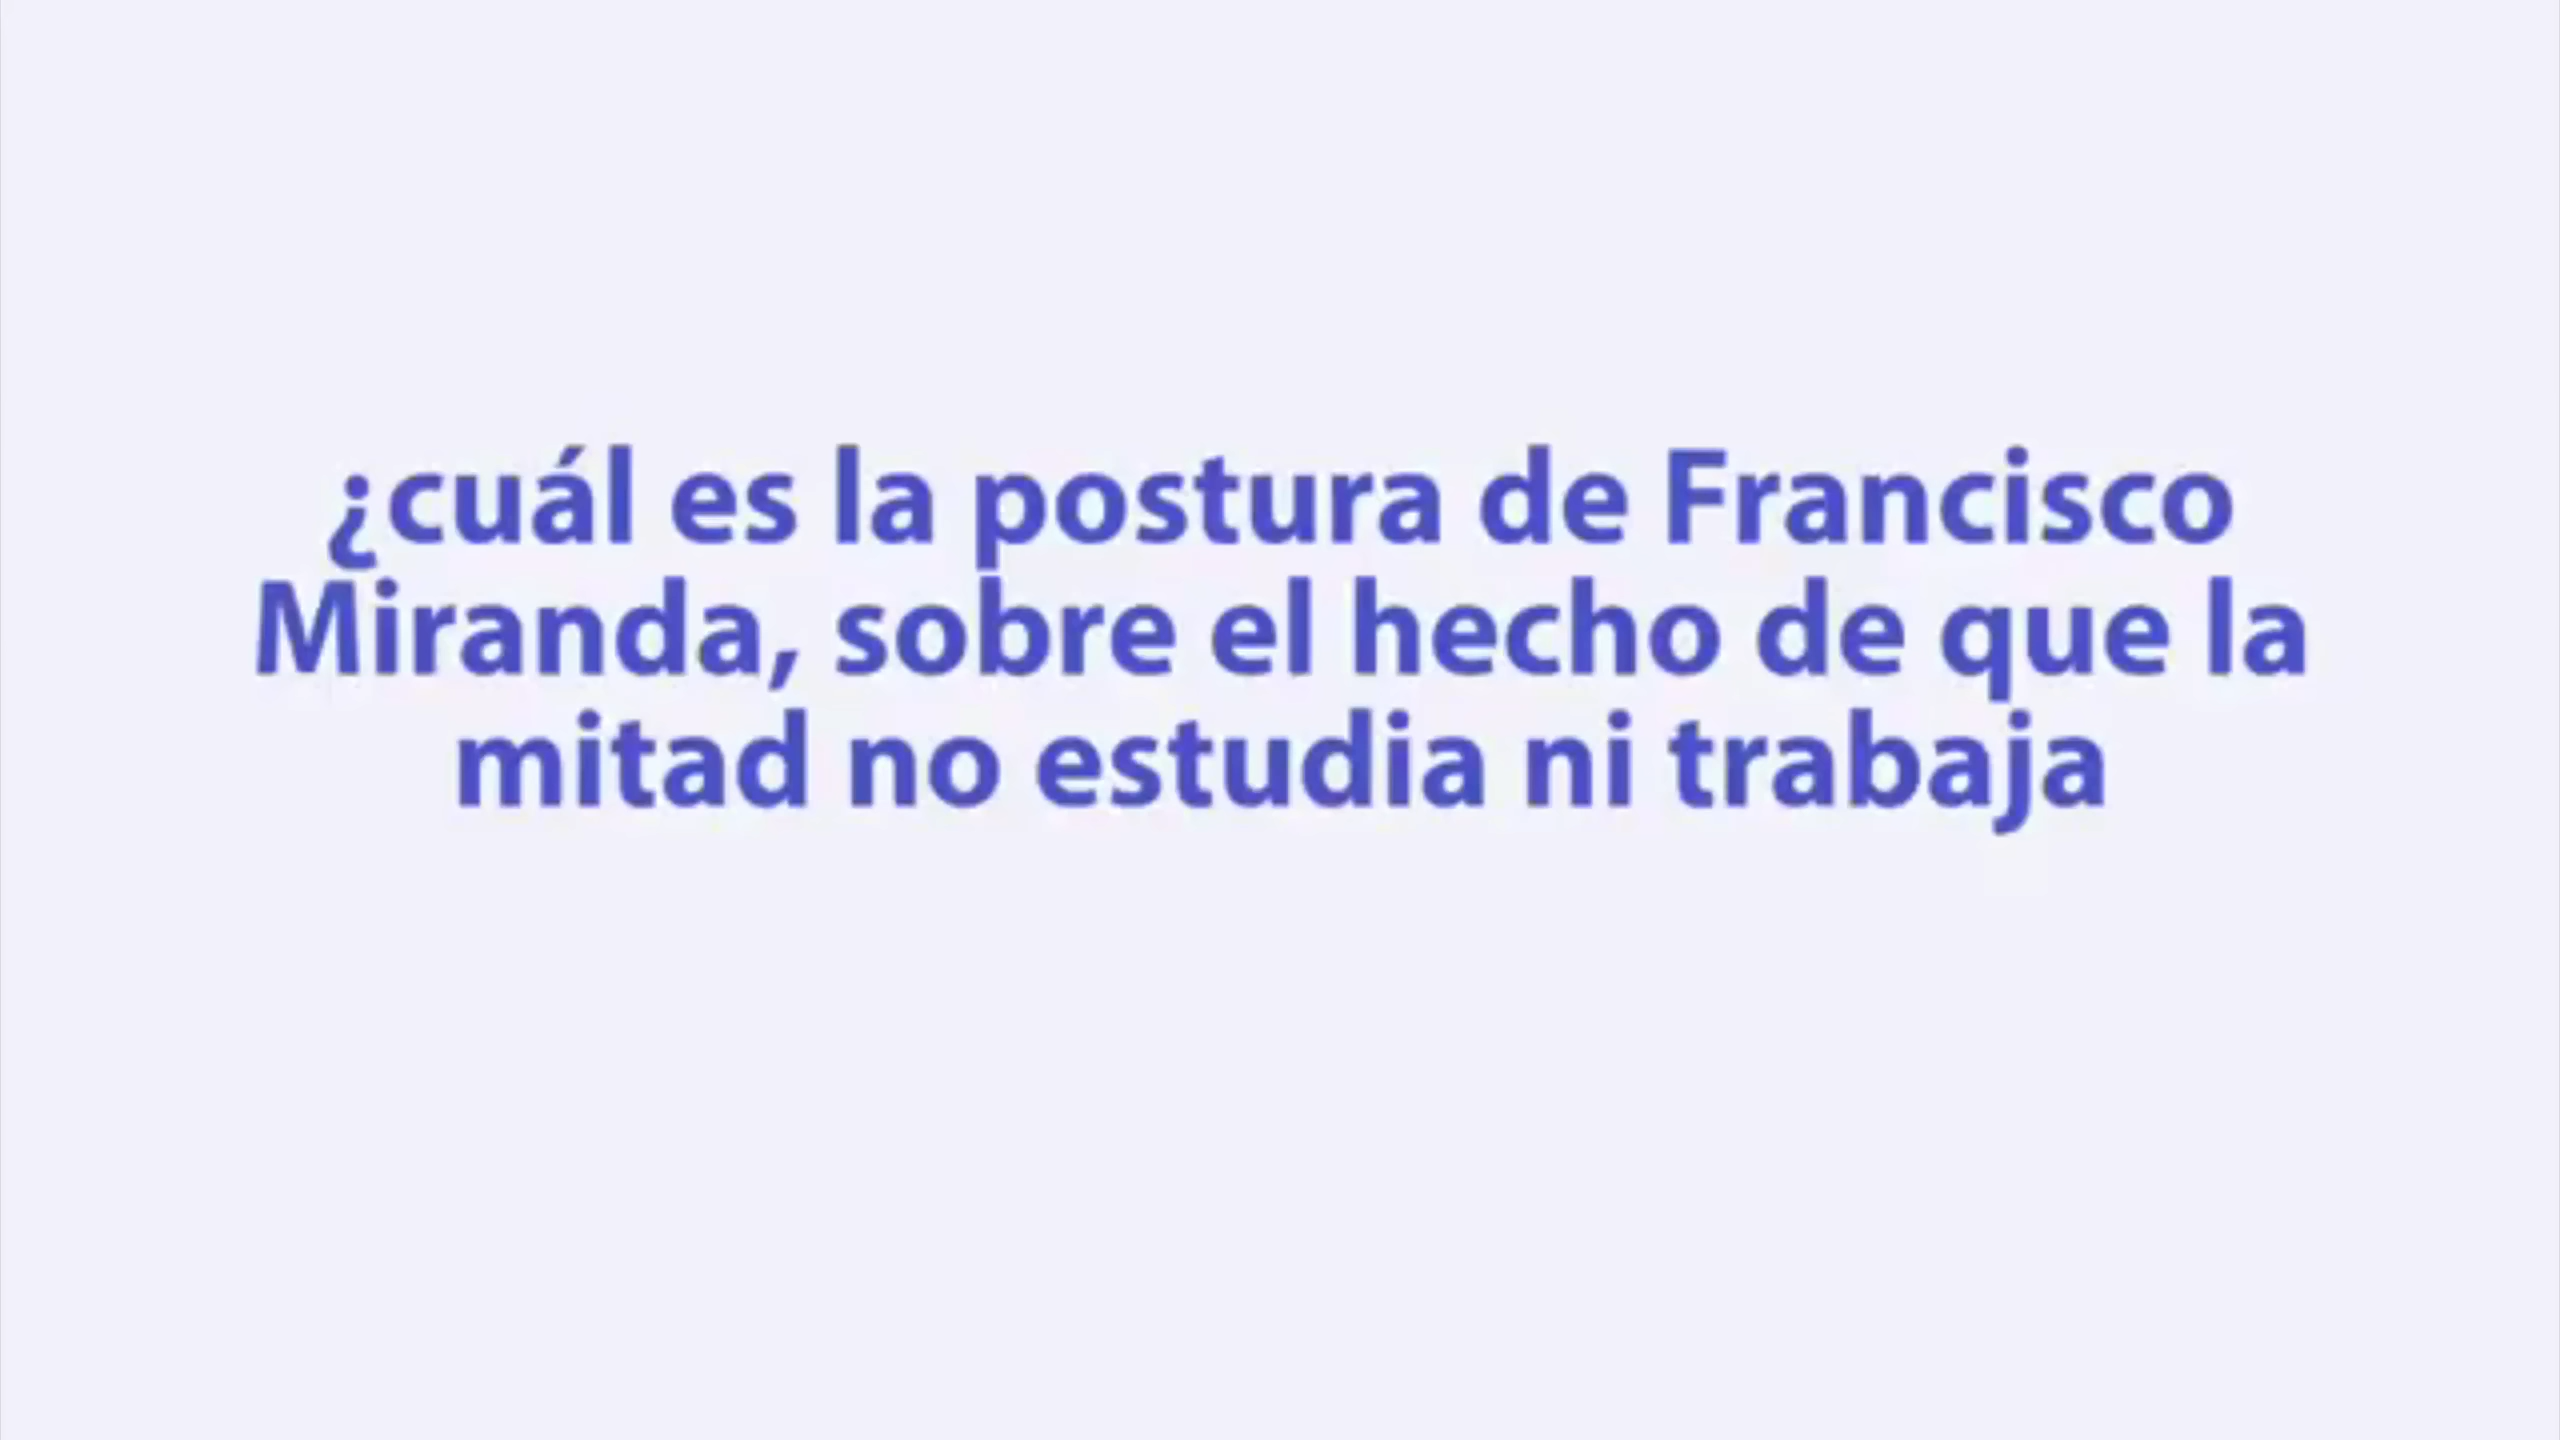 ¿cuál es la postura de Francisco
Miranda, sobre el hecho de que la
mitad no estudia ni trabaja